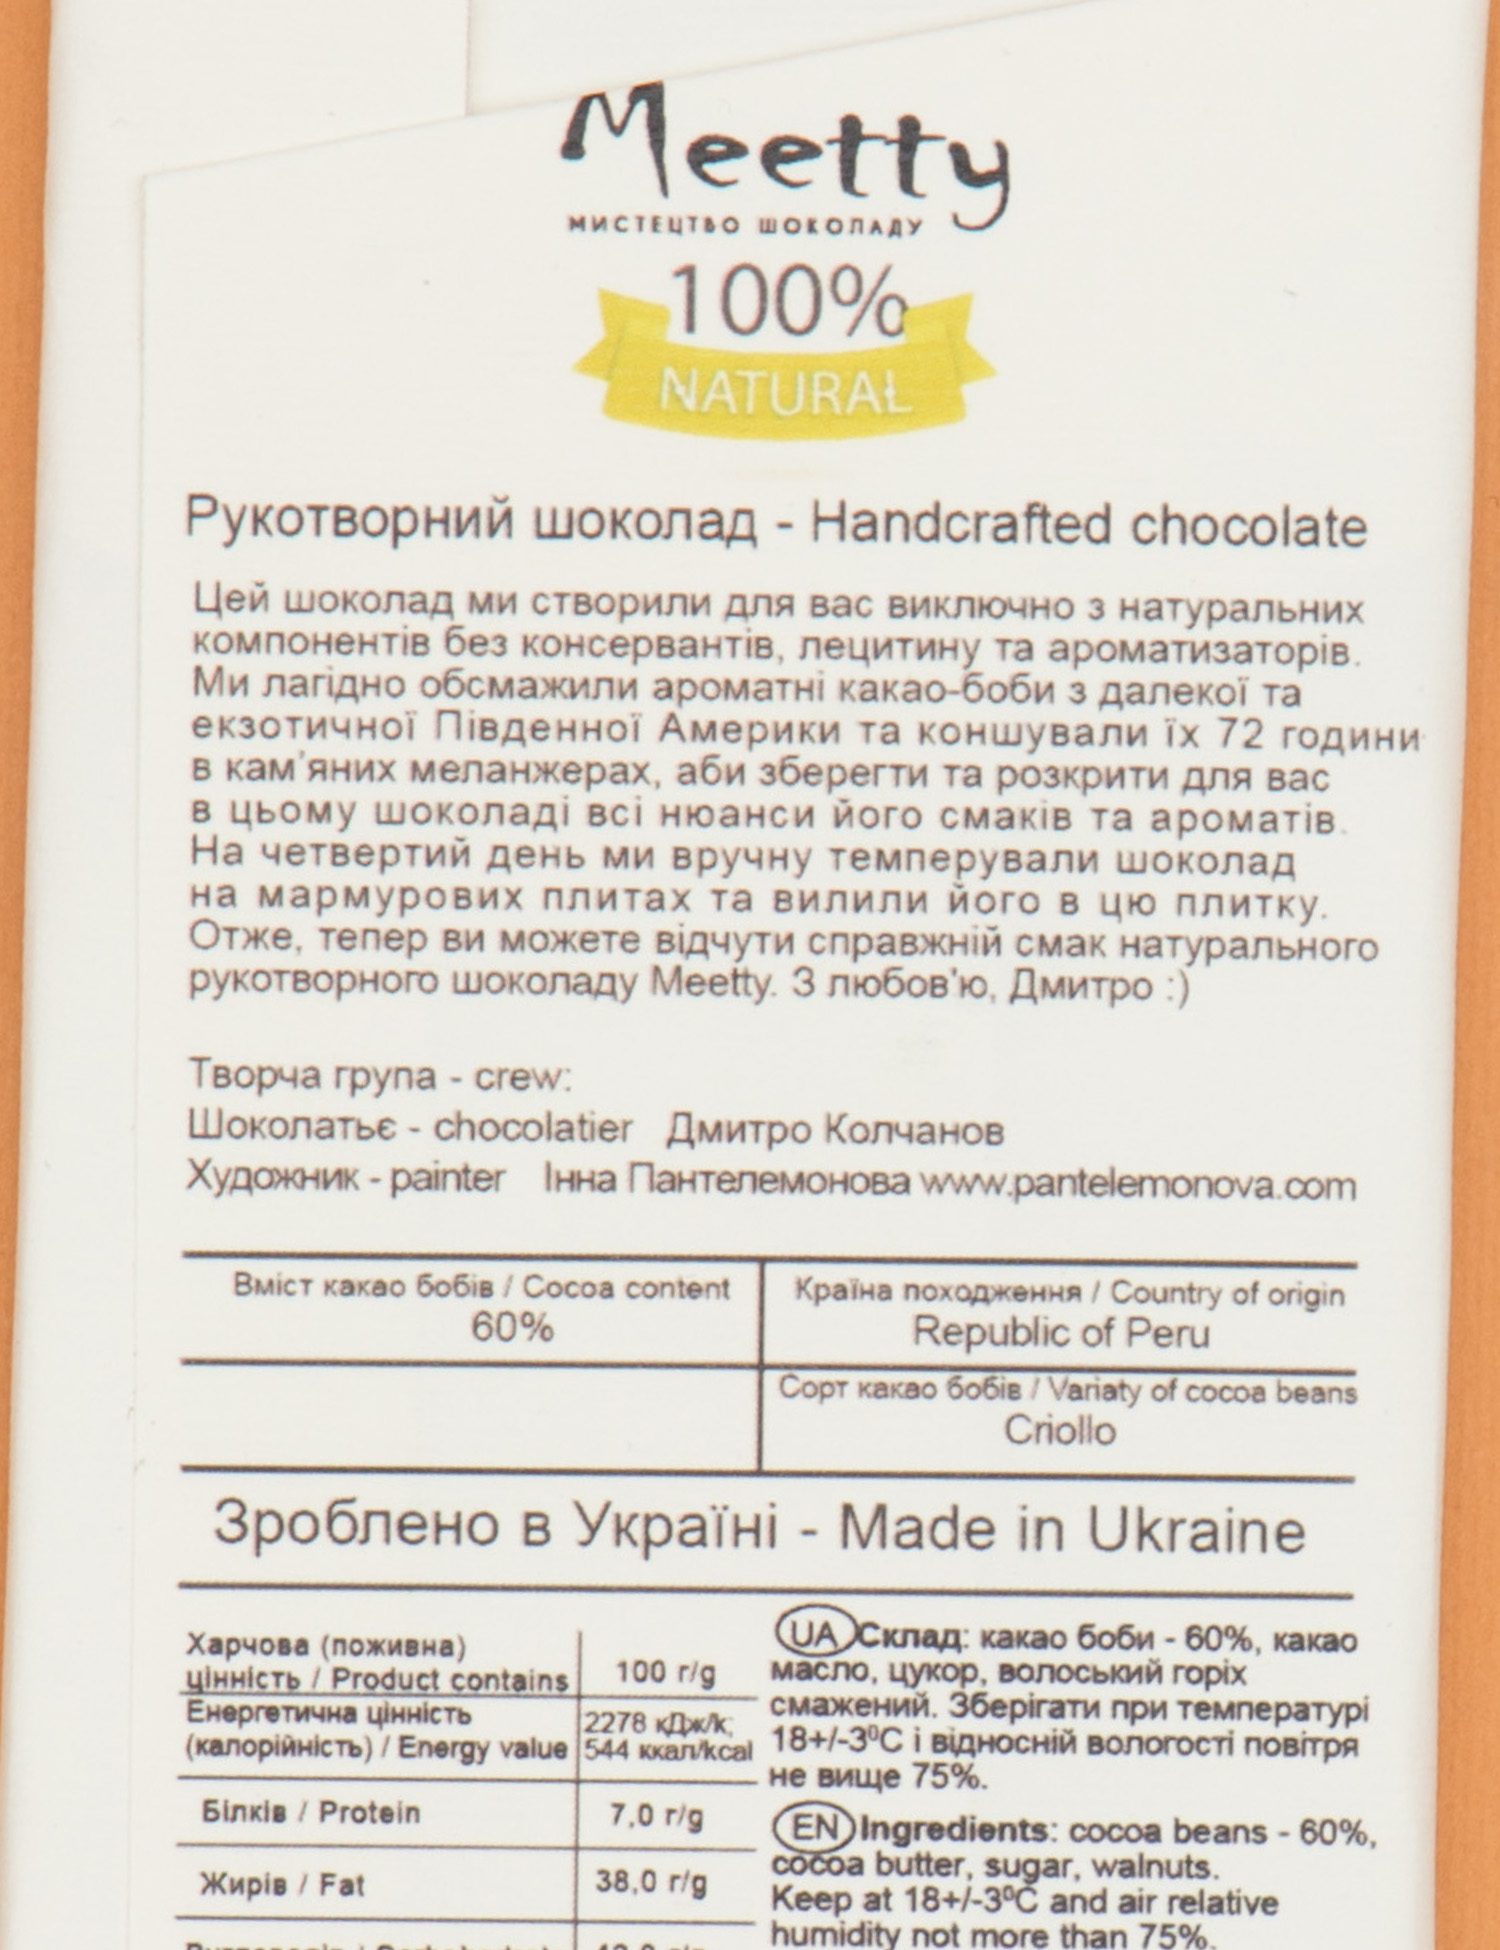 Meetty
МИСТЕЦТВО ШОКОЛАДУ
100%
NATURAL
Рукотворний шоколад - Handcrafted chocolate
Цей шоколад ми створили для вас виключно з натуральних
компонентів без консервантів, лецитину та ароматизаторів.
Ми лагідно обсмажили ароматні какао-боби з далекої та
екзотичної Південної Америки та коншували їх 72 години
в кам'яних меланжерах, аби зберегти та розкрити для вас
в цьому шоколаді всі нюанси його смаків та ароматів.
На четвертий день ми вручну темперували шоколад
на мармурових плитах та вилили його в цю плитку.
Отже, тепер ви можете відчути справжній смак натурального
рукотворного шоколаду Meetty. З любов'ю, Дмитро :)
Творча група - crew:
Шоколатьє - chocolatier Дмитро Колчанов
Художник - painter Інна Пантелемонова www.pantelemonova.com
Вміст какао бобів / Cocoa content
60%
Країна походження / Country of origin
Republic of Peru
Сорт какао бобів / Variaty of cocoa beans
Criollo
Зроблено в Україні - Made in Ukraine
Харчова (поживна)
цінність / Product contains 100 г/g
Енергетична цінність
(калорійність) / Energy value
2278 кДж/k;
544 ккал/kcal
Білків / Protein 7,0 г/g
Жирів / Fat 38,0 г/g
UA Склад: какао боби - 60%, какао
масло, цукор, волоський горіх
смажений. Зберігати при температурі
18+/-3⁰C і відносній вологості повітря
не вище 75%.
EN Ingredients: cocoa beans - 60%,
cocoa butter, sugar, walnuts.
Keep at 18+/-3⁰C and air relative
humidity not more than 75%.